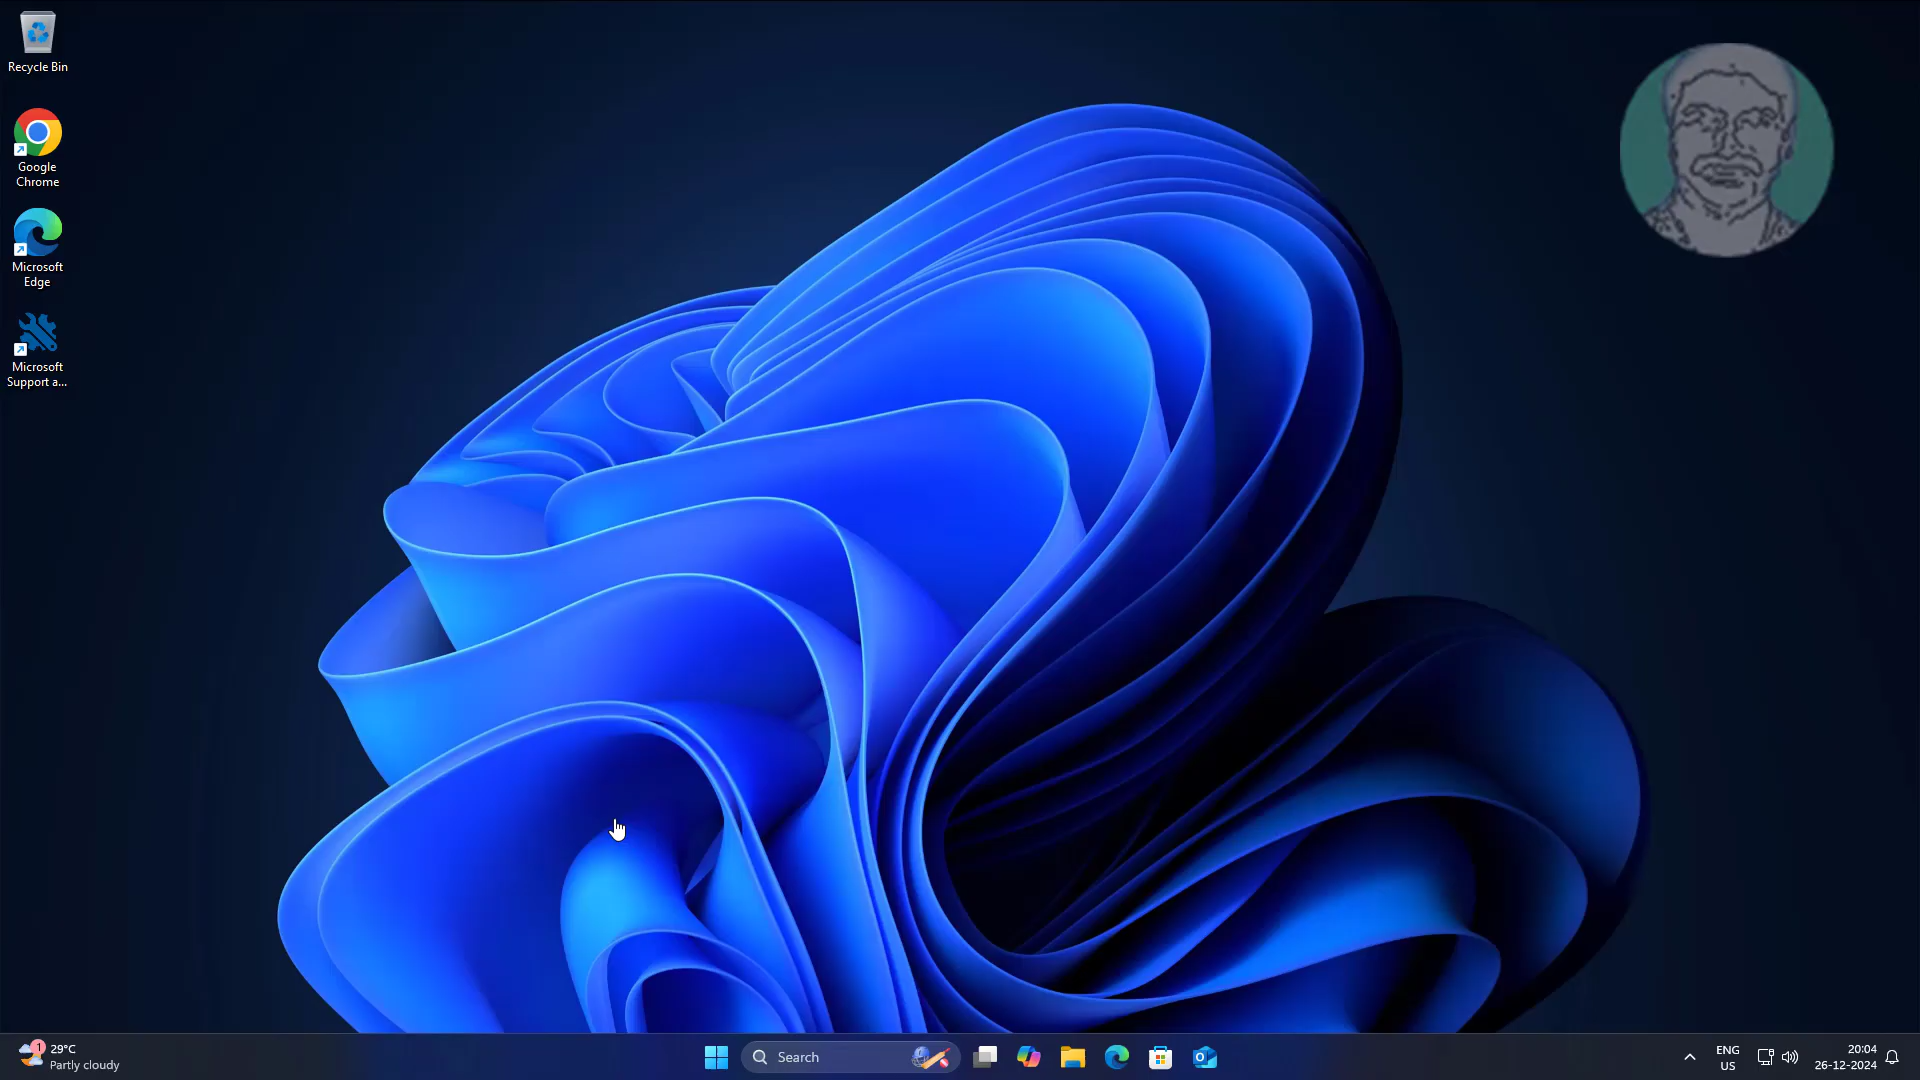 Recycle Bin
Google
Chrome
Microsoft
Edge
Microsoft
Support a...
1
29°C
Partly cloudy
Search
ENG
US
20:04
26-12-2024